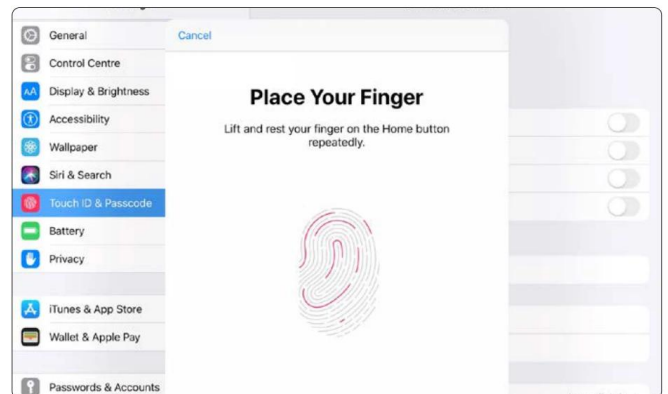 General
Control Centre
Display & Brightness
Accessibility
Wallpaper
Siri & Search
Touch ID & Passcode
Battery
Privacy
iTunes & App Store
Wallet & Apple Pay
Passwords & Accounts
Cancel
Place Your Finger
Lift and rest your finger on the Home button
repeatedly.